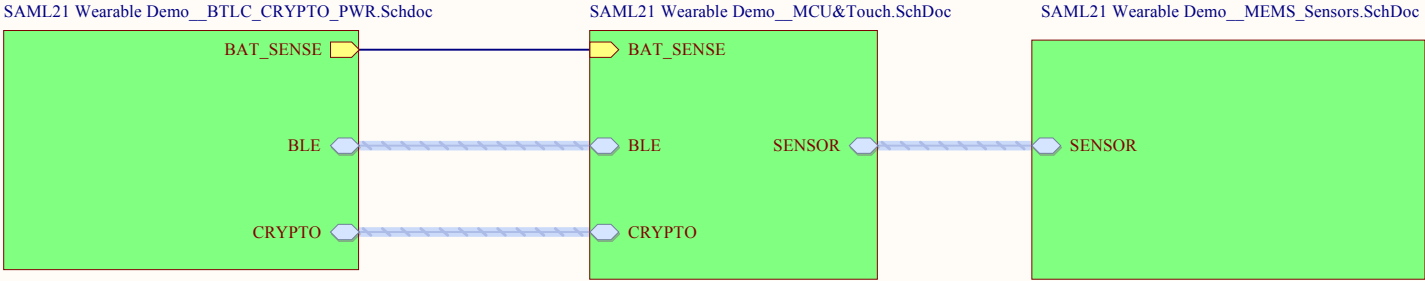 SAML21 Wearable Demo__BTLC_CRYPTO_PWR.Schdoc
SAML21 Wearable Demo__MCU&Touch.SchDoc
SAML21 Wearable Demo__MEMS_Sensors.SchDoc
BAT_SENSE
BAT_SENSE
BLE
BLE
SENSOR
SENSOR
CRYPTO
CRYPTO